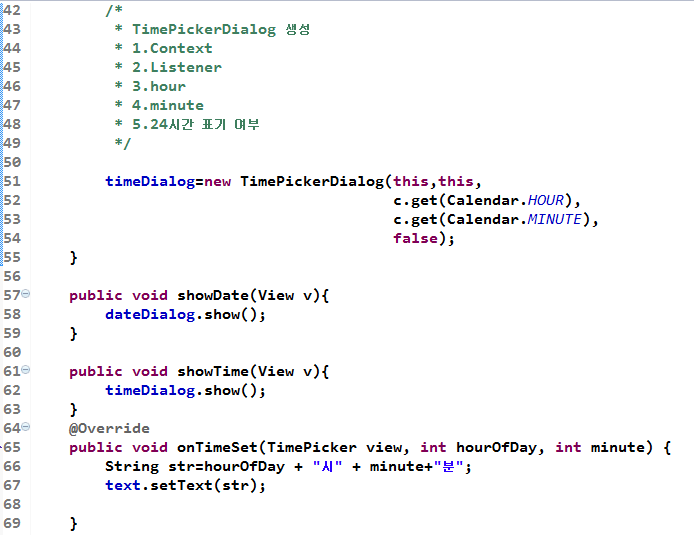 42 /*
43 * TimePickerDialog 생성
44 * 1.Context
45 * 2.Listener
46 * 3.hour
47 * 4.minute
48 * 5.24시간 표기 여부
49 */
50
51 timeDialog=new TimePickerDialog(this,this,
52 c.get(Calendar.HOUR),
53 c.get(Calendar.MINUTE),
54 false);
55 }
56
57 public void showDate(View v){
58 dateDialog.show();
59 }
60
61 public void showTime(View v){
62 timeDialog.show();
63 }
64 @Override
65 public void onTimeSet(TimePicker view, int hourOfDay, int minute) {
66 String str=hourOfDay + "시" + minute+"분";
67 text.setText(str);
68
69 }